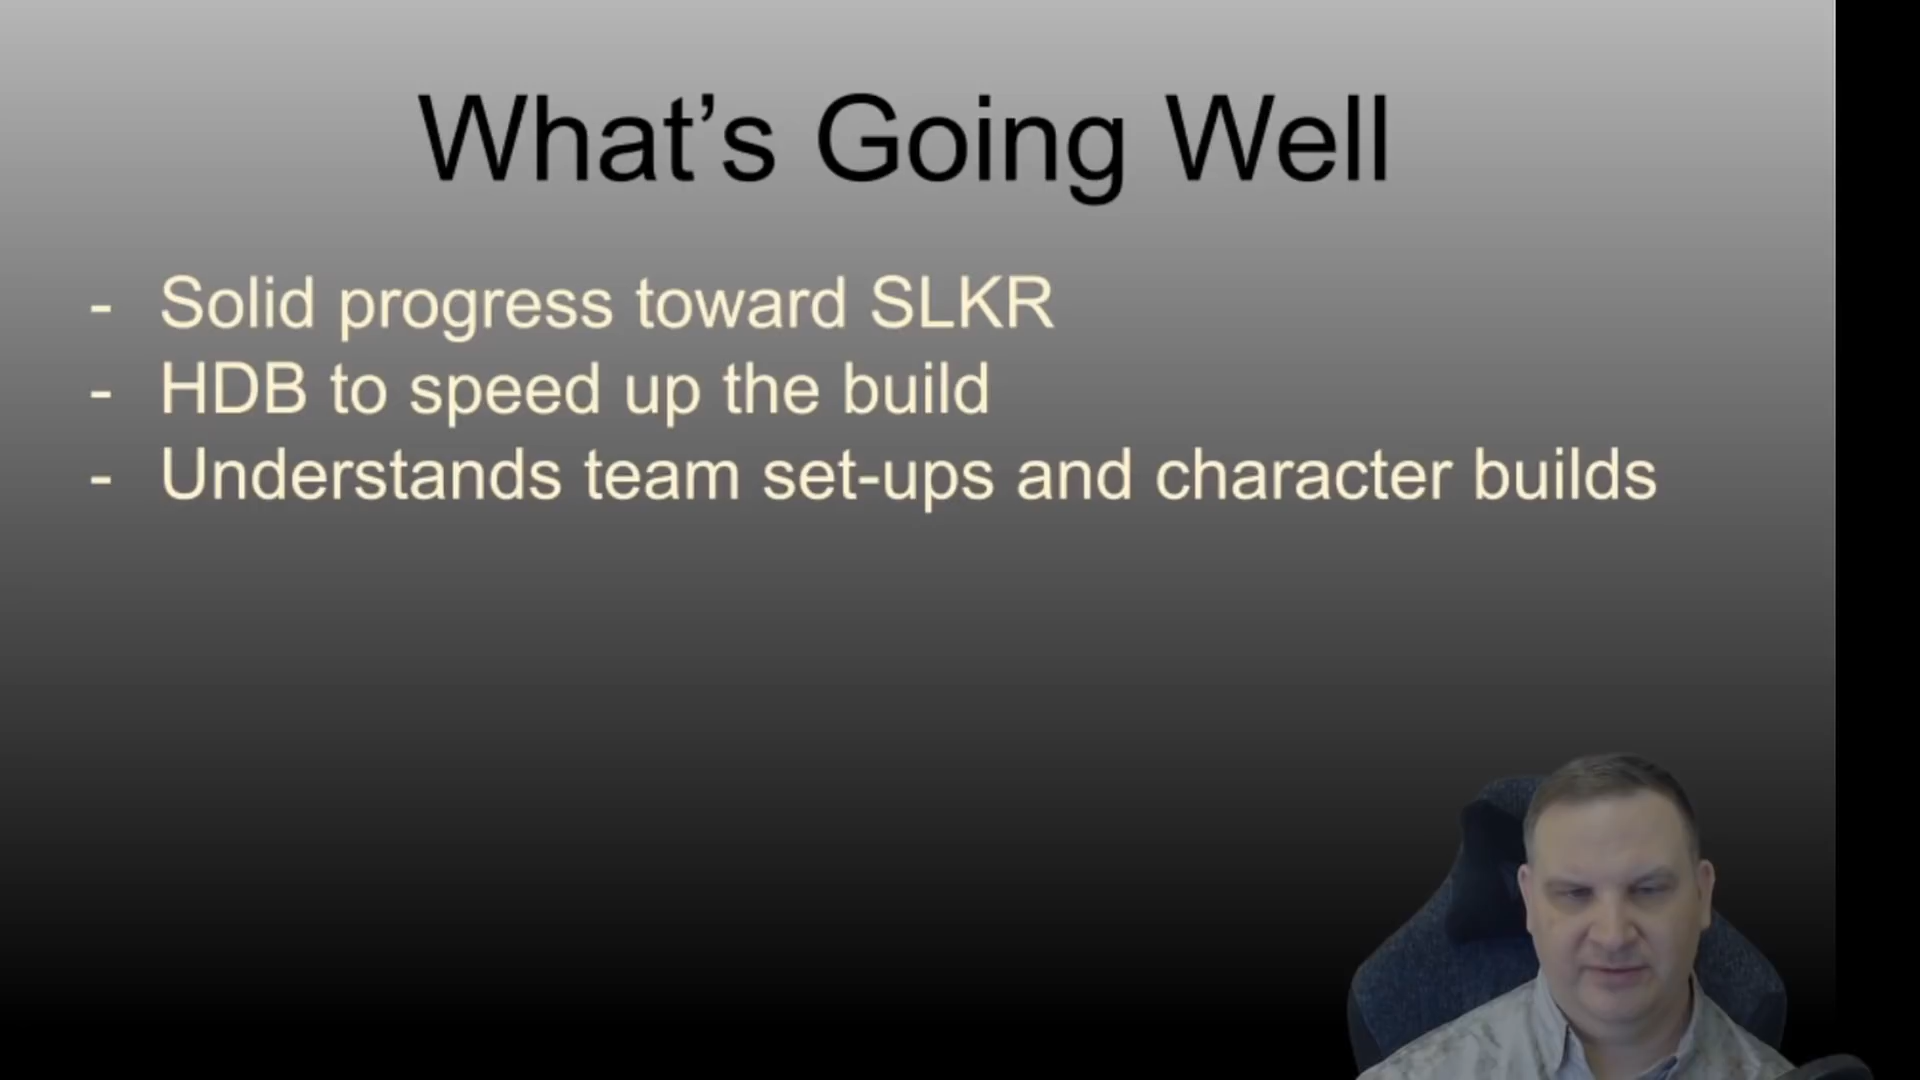 What’s Going Well
- Solid progress toward SLKR
- HDB to speed up the build
- Understands team set-ups and character builds